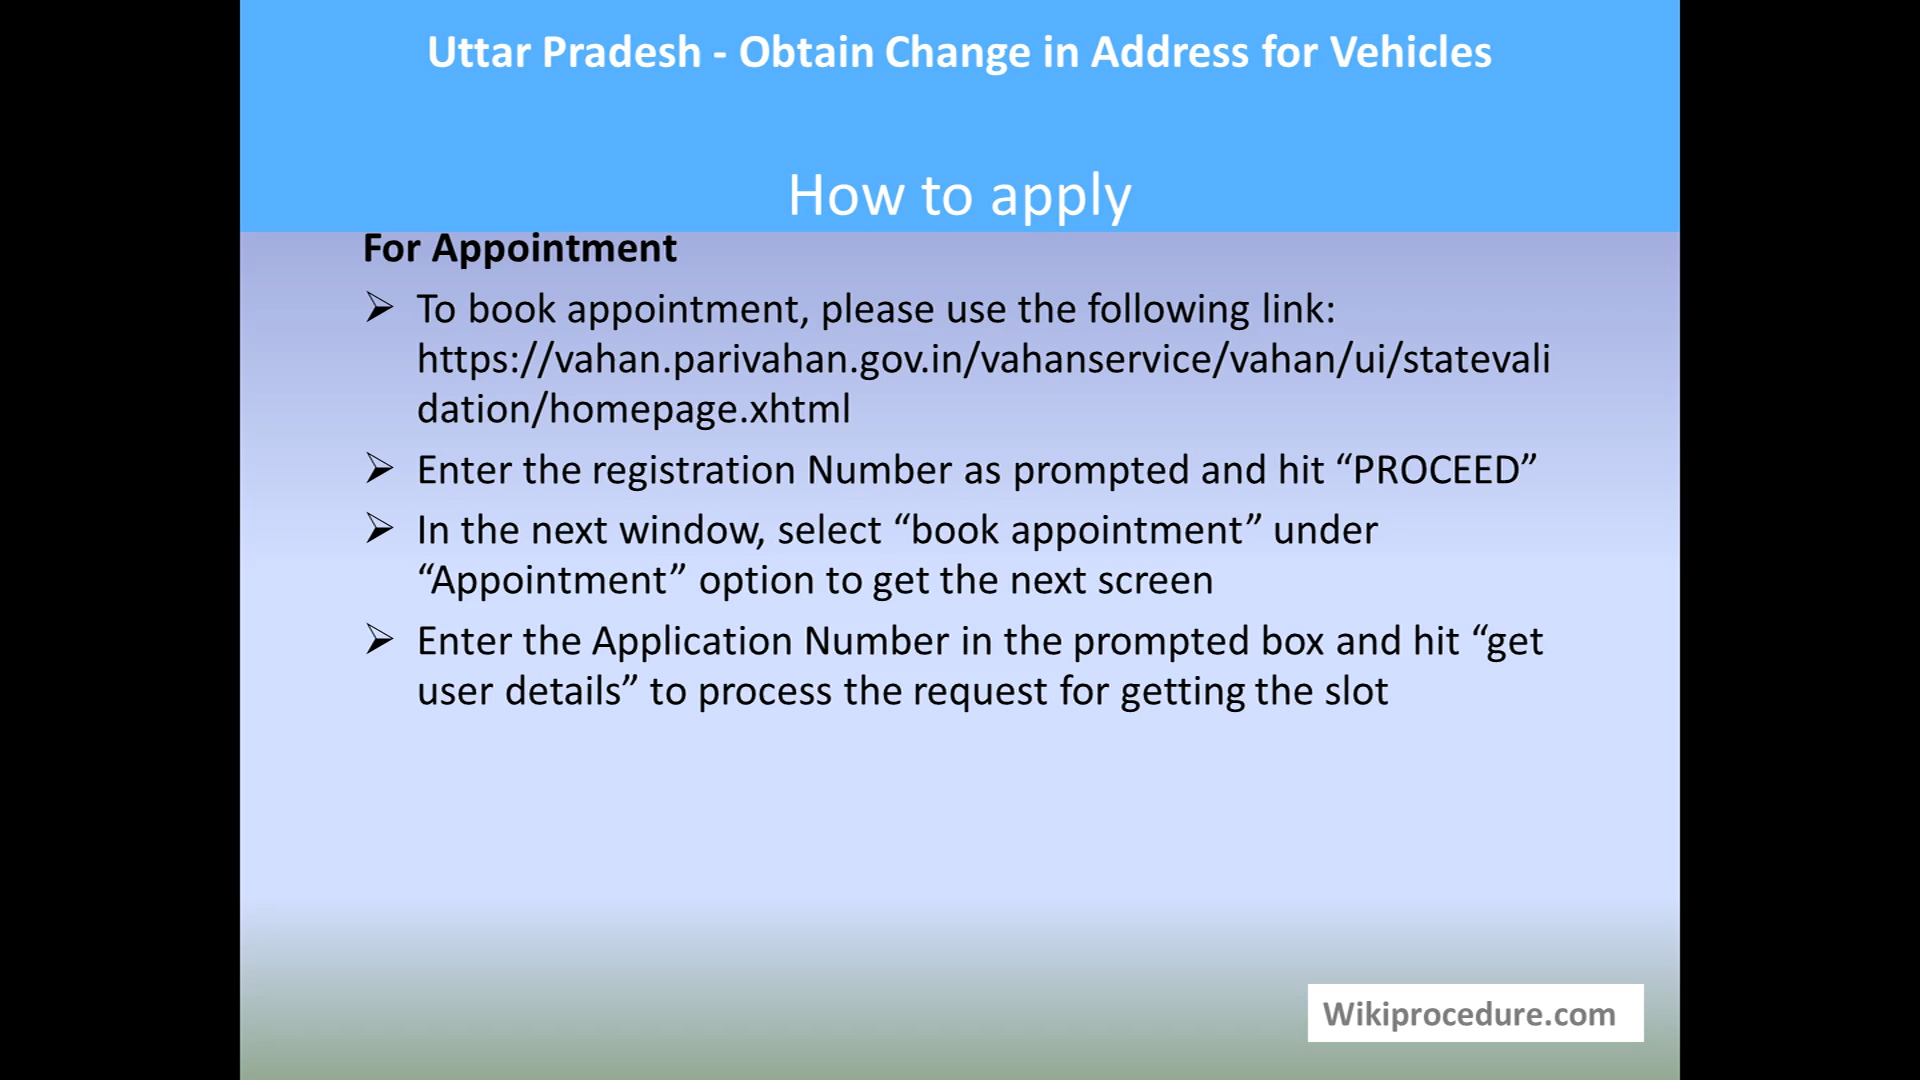 Uttar Pradesh - Obtain Change in Address for Vehicles
How to apply
For Appointment
➢ To book appointment, please use the following link:
https://vahan.parivahan.gov.in/vahanservice/vahan/ui/statevali
dation/homepage.xhtml
➢ Enter the registration Number as prompted and hit “PROCEED”
➢ In the next window, select “book appointment” under
“Appointment” option to get the next screen
➢ Enter the Application Number in the prompted box and hit “get
user details” to process the request for getting the slot
Wikiprocedure.com